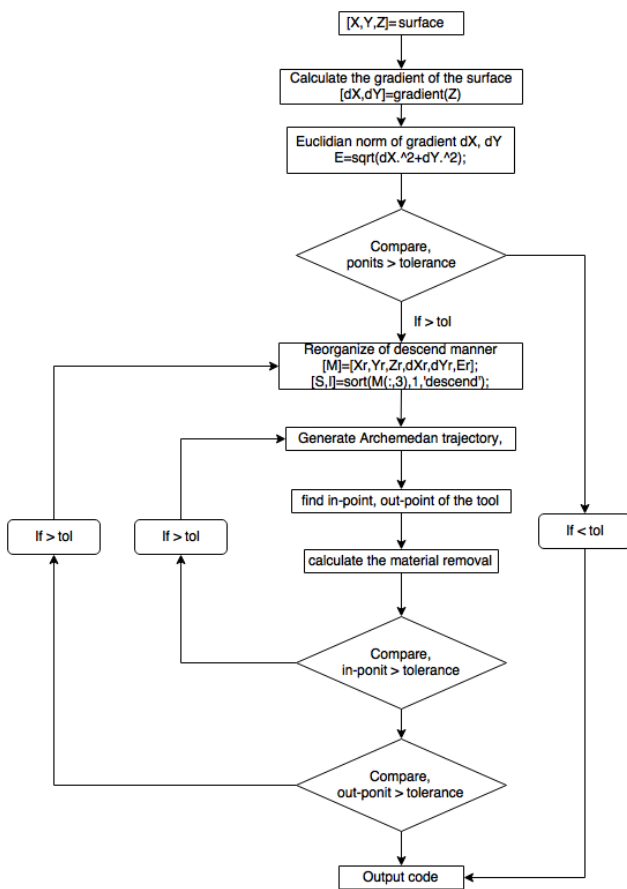 [X,Y,Z]=surface
Calculate the gradient of the surface
[dX,dY]=gradient(Z)
Euclidian norm of gradient dX, dY
E=sqrt(dX.^2+dY.^2);
Compare,
ponits > tolerance
If > tol
Reorganize of descend manner
[M]=[Xr,Yr,Zr,dXr,dYr,Er];
[S,I]=sort(M(:,3),1,'descend');
Generate Archemedan trajectory,
find in-point, out-point of the tool
If > tol
If > tol
If < tol
calculate the material removal
Compare,
in-ponit > tolerance
Compare,
out-ponit > tolerance
Output code